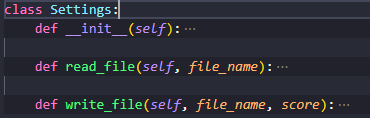 class Settings:
def __init__(self): ···
def read_file(self, file_name): ···
def write_file(self, file_name, score): ···